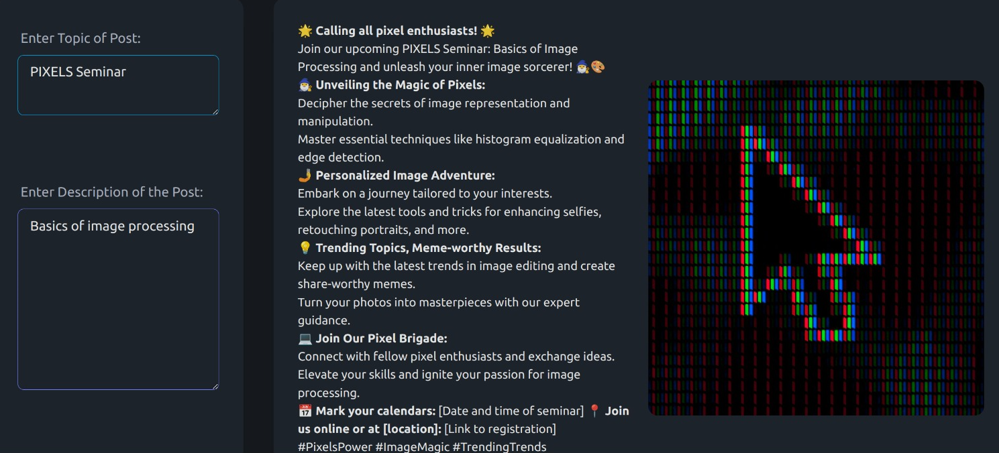 Enter Topic of Post:
PIXELS Seminar
Enter Description of the Post:
Basics of image processing
🌟 Calling all pixel enthusiasts! 🌟
Join our upcoming PIXELS Seminar: Basics of Image
Processing and unleash your inner image sorcerer! 🧙‍♂️🎨
🧙‍♂️ Unveiling the Magic of Pixels:
Decipher the secrets of image representation and
manipulation.
Master essential techniques like histogram equalization and
edge detection.
🤳 Personalized Image Adventure:
Embark on a journey tailored to your interests.
Explore the latest tools and tricks for enhancing selfies,
retouching portraits, and more.
💡 Trending Topics, Meme-worthy Results:
Keep up with the latest trends in image editing and create
share-worthy memes.
Turn your photos into masterpieces with our expert
guidance.
💻 Join Our Pixel Brigade:
Connect with fellow pixel enthusiasts and exchange ideas.
Elevate your skills and ignite your passion for image
processing.
📅 Mark your calendars: [Date and time of seminar] 📍 Join
us online or at [location]: [Link to registration]
#PixelsPower #ImageMagic #TrendingTrends